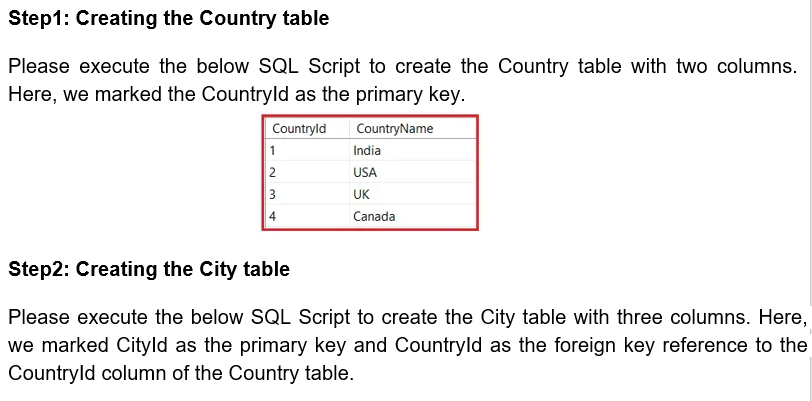 Step1: Creating the Country table
Please execute the below SQL Script to create the Country table with two columns.
Here, we marked the CountryId as the primary key.
CountryId CountryName
1 India
2 USA
3 UK
4 Canada
Step2: Creating the City table
Please execute the below SQL Script to create the City table with three columns. Here,
we marked CityId as the primary key and CountryId as the foreign key reference to the
CountryId column of the Country table.